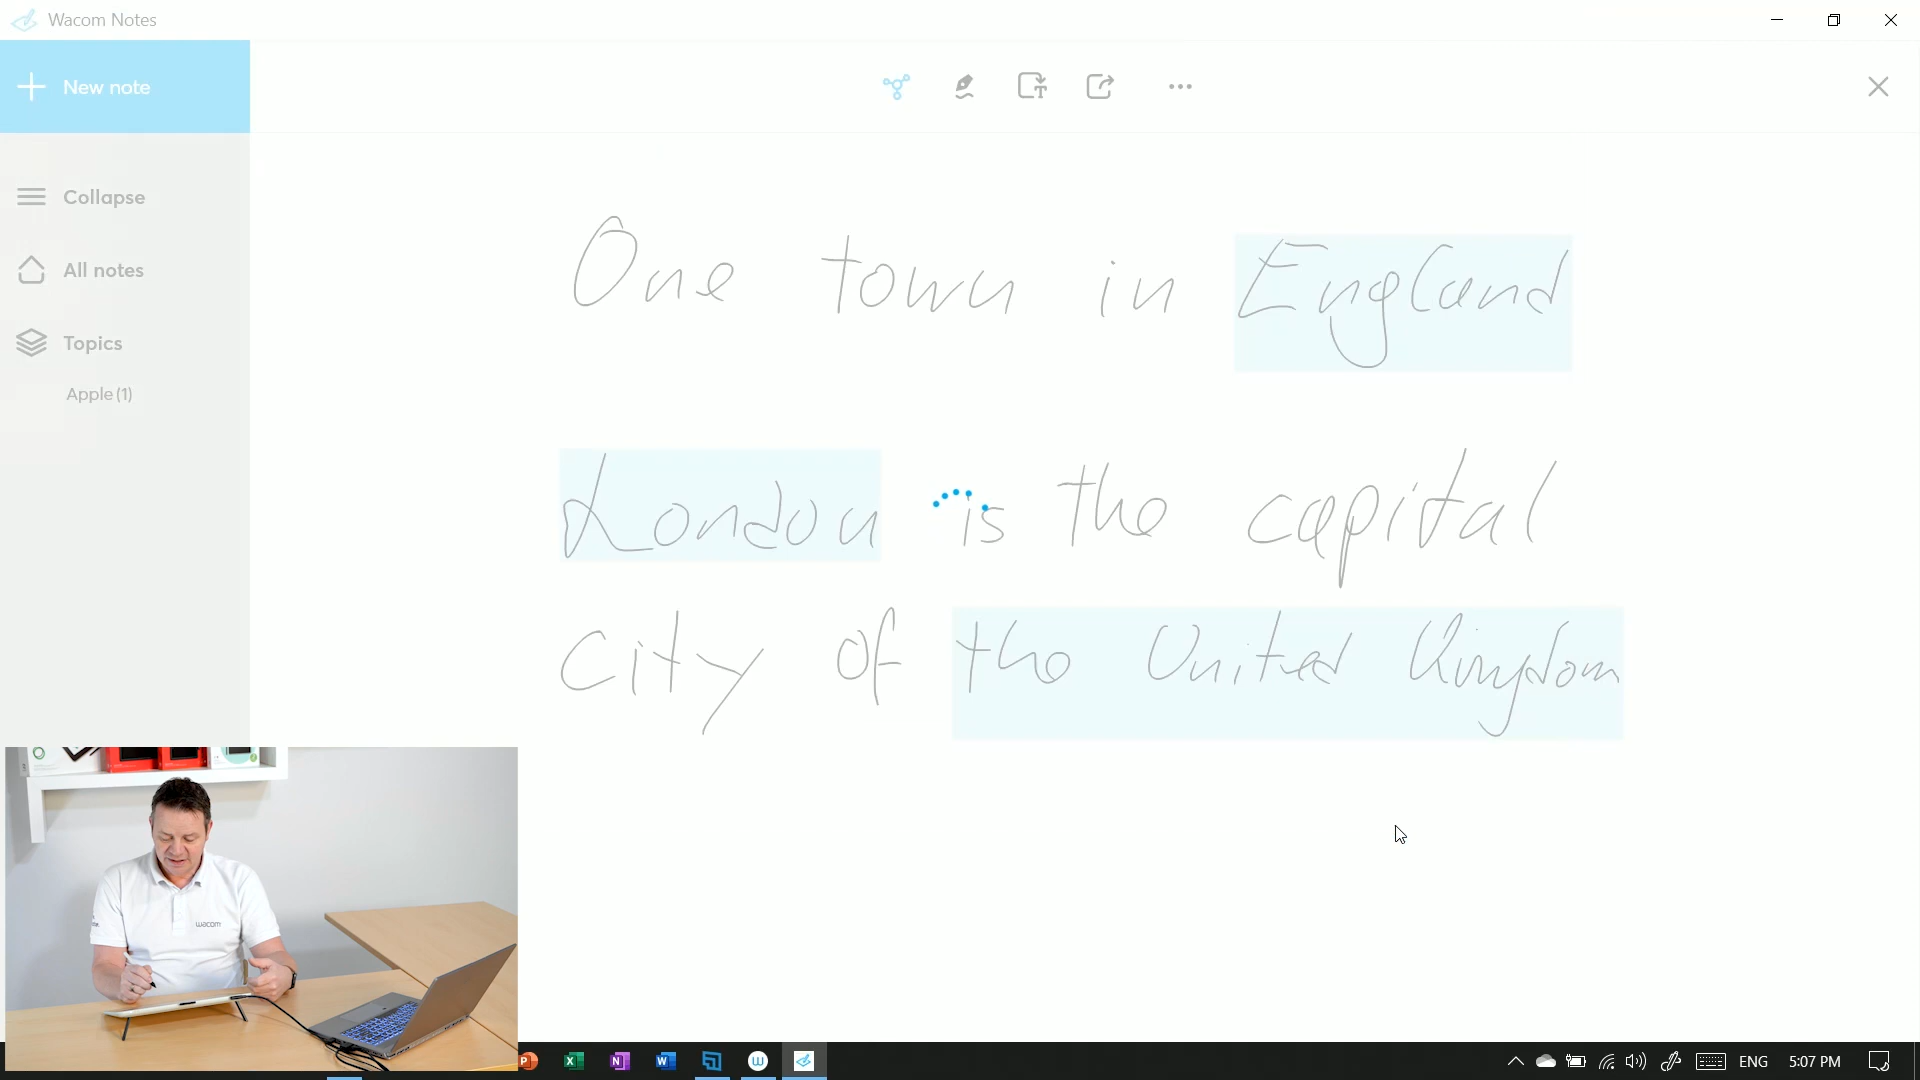 Wacom Notes
New note
Collapse
All notes
Topics
Apple (1)
One town in England
London is the capital
city of the United Kingdom
wacom
ENG 5:07 PM